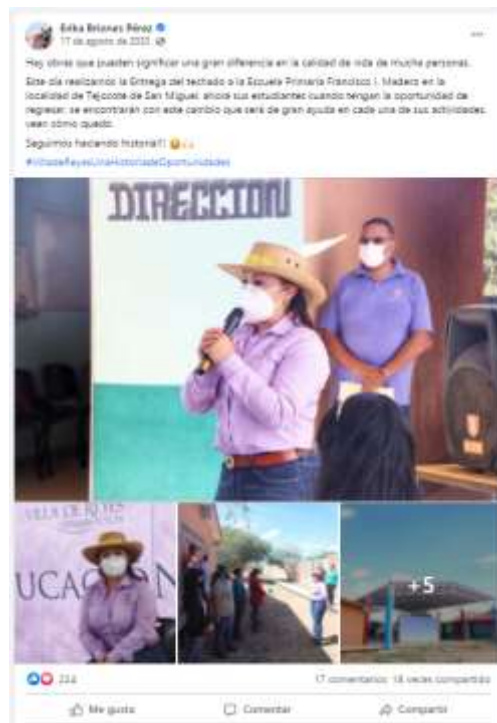 Erika Briones Pérez
17 de agosto de 2020
Hay obras que pueden significar una gran diferencia en la calidad de vida de mucha personas.
Este día realizamos la Entrega del techado a la Escuela Primaria Francisco I. Madero en la
localidad de Tejocote de San Miguel, ahora sus estudiantes cuando tengan la oportunidad de
regresar, se encontrarán con este cambio que será de gran ayuda en cada una de sus actividades,
vean cómo quedó.
Seguimos haciendo historia!!!
#VilladeReyesUnaHistoriadeOportunidades
DIRECCION
VILLA DE REYES
UCACIÓN
+5
224
17 comentarios 18 veces compartido
Me gusta
Comentar
Compartir